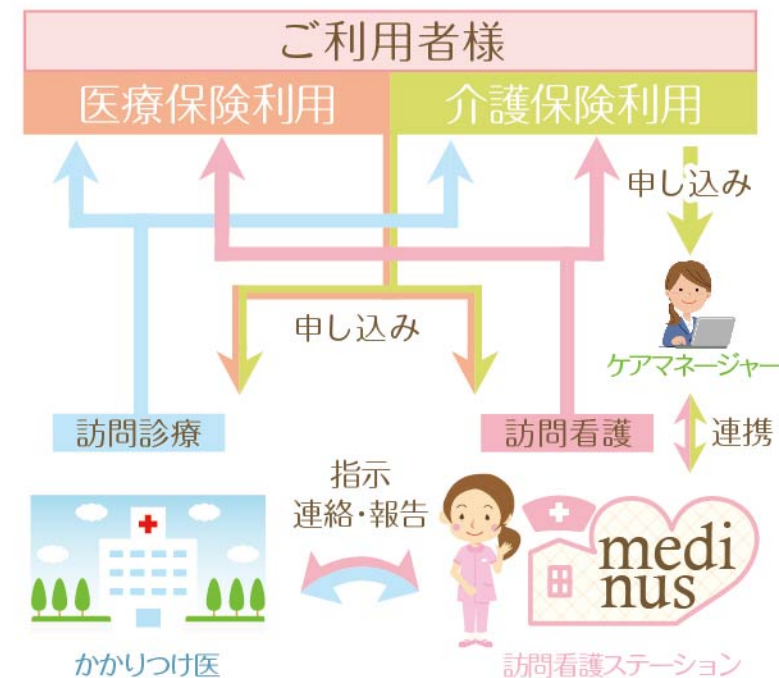 ご利用者様
医療保険利用
介護保険利用
申し込み
ケアマネージャー
申し込み
訪問診療
訪問看護
連携
指示
連絡・報告
medi
nus
かかりつけ医
訪問看護ステーション